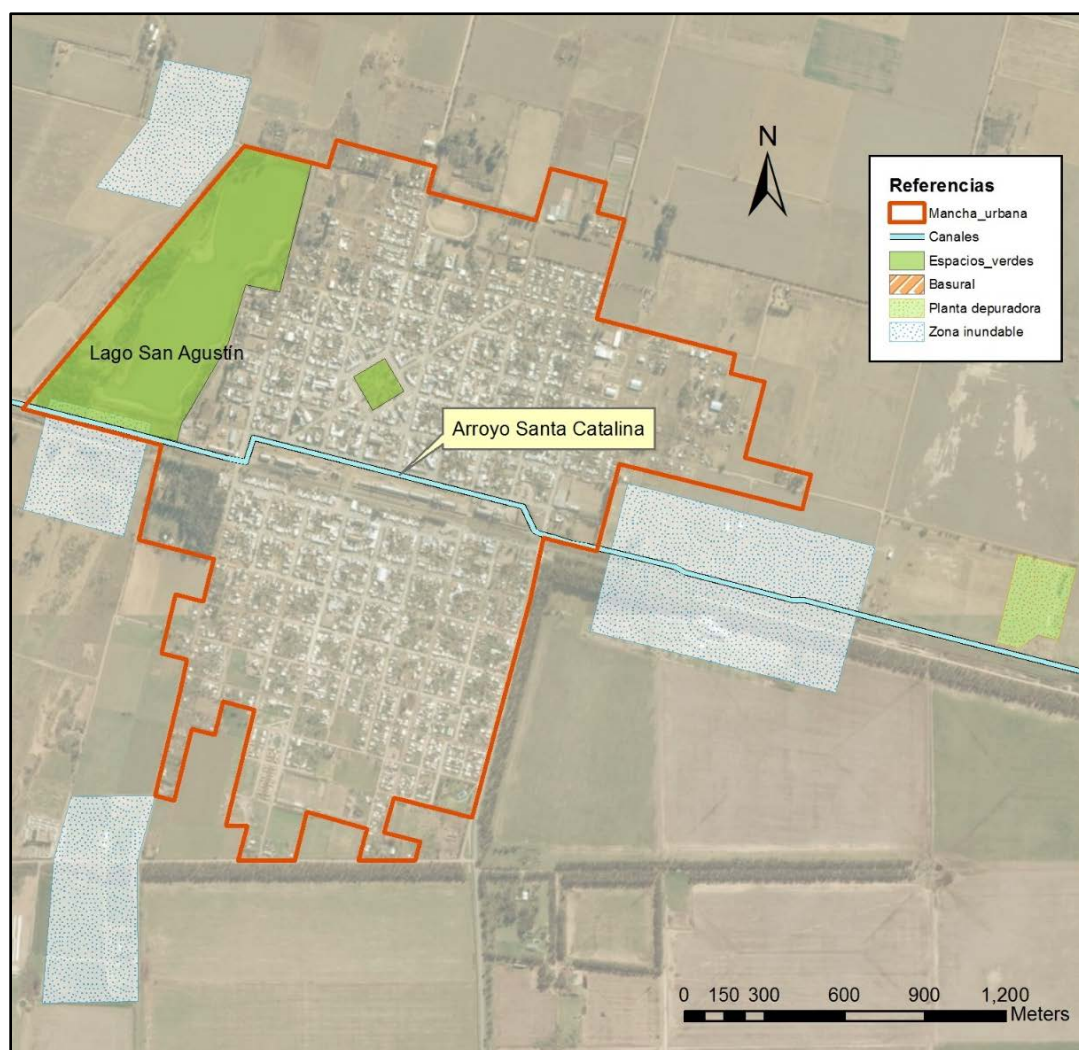 N
Referencias
Mancha_urbana
Canales
Espacios_verdes
Basural
Planta depuradora
Zona inundable
Lago San Agustín
Arroyo Santa Catalina
0 150 300 600 900 1,200
Meters